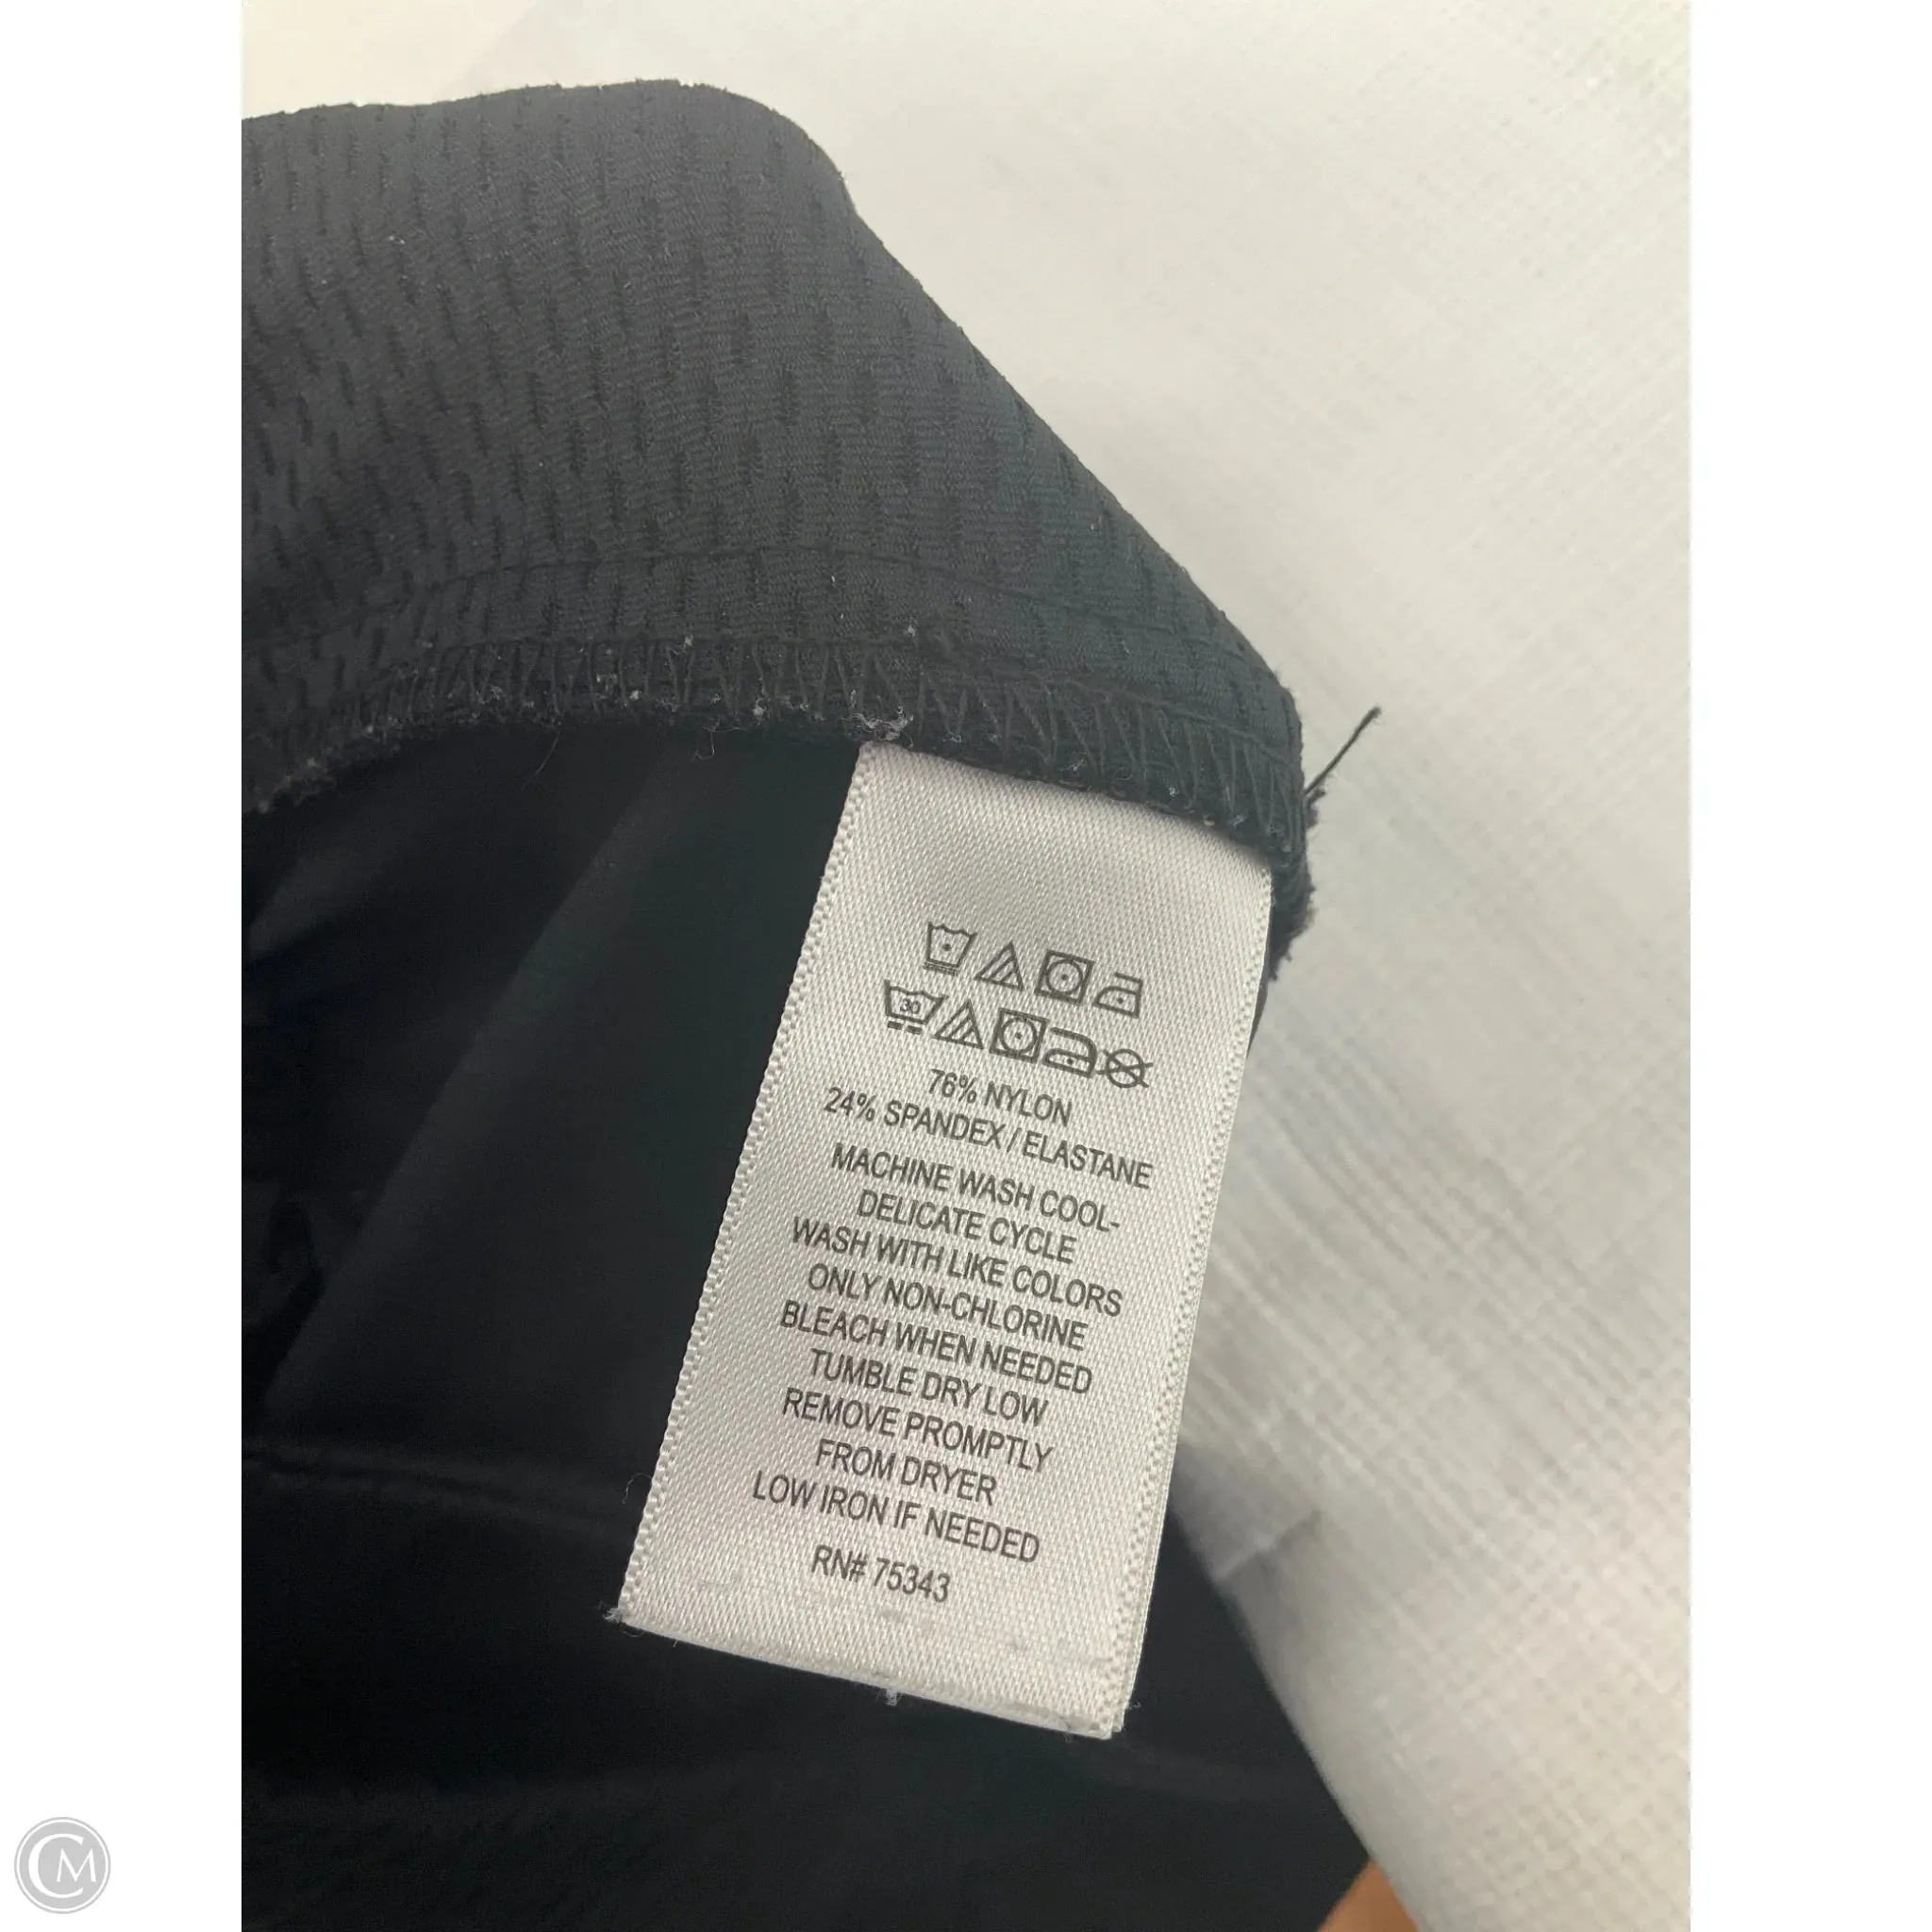 30
76% NYLON
24% SPANDEX / ELASTANE
MACHINE WASH COOL-
DELICATE CYCLE
WASH WITH LIKE COLORS
ONLY NON-CHLORINE
BLEACH WHEN NEEDED
TUMBLE DRY LOW
REMOVE PROMPTLY
FROM DRYER
LOW IRON IF NEEDED
RN# 75343
CM